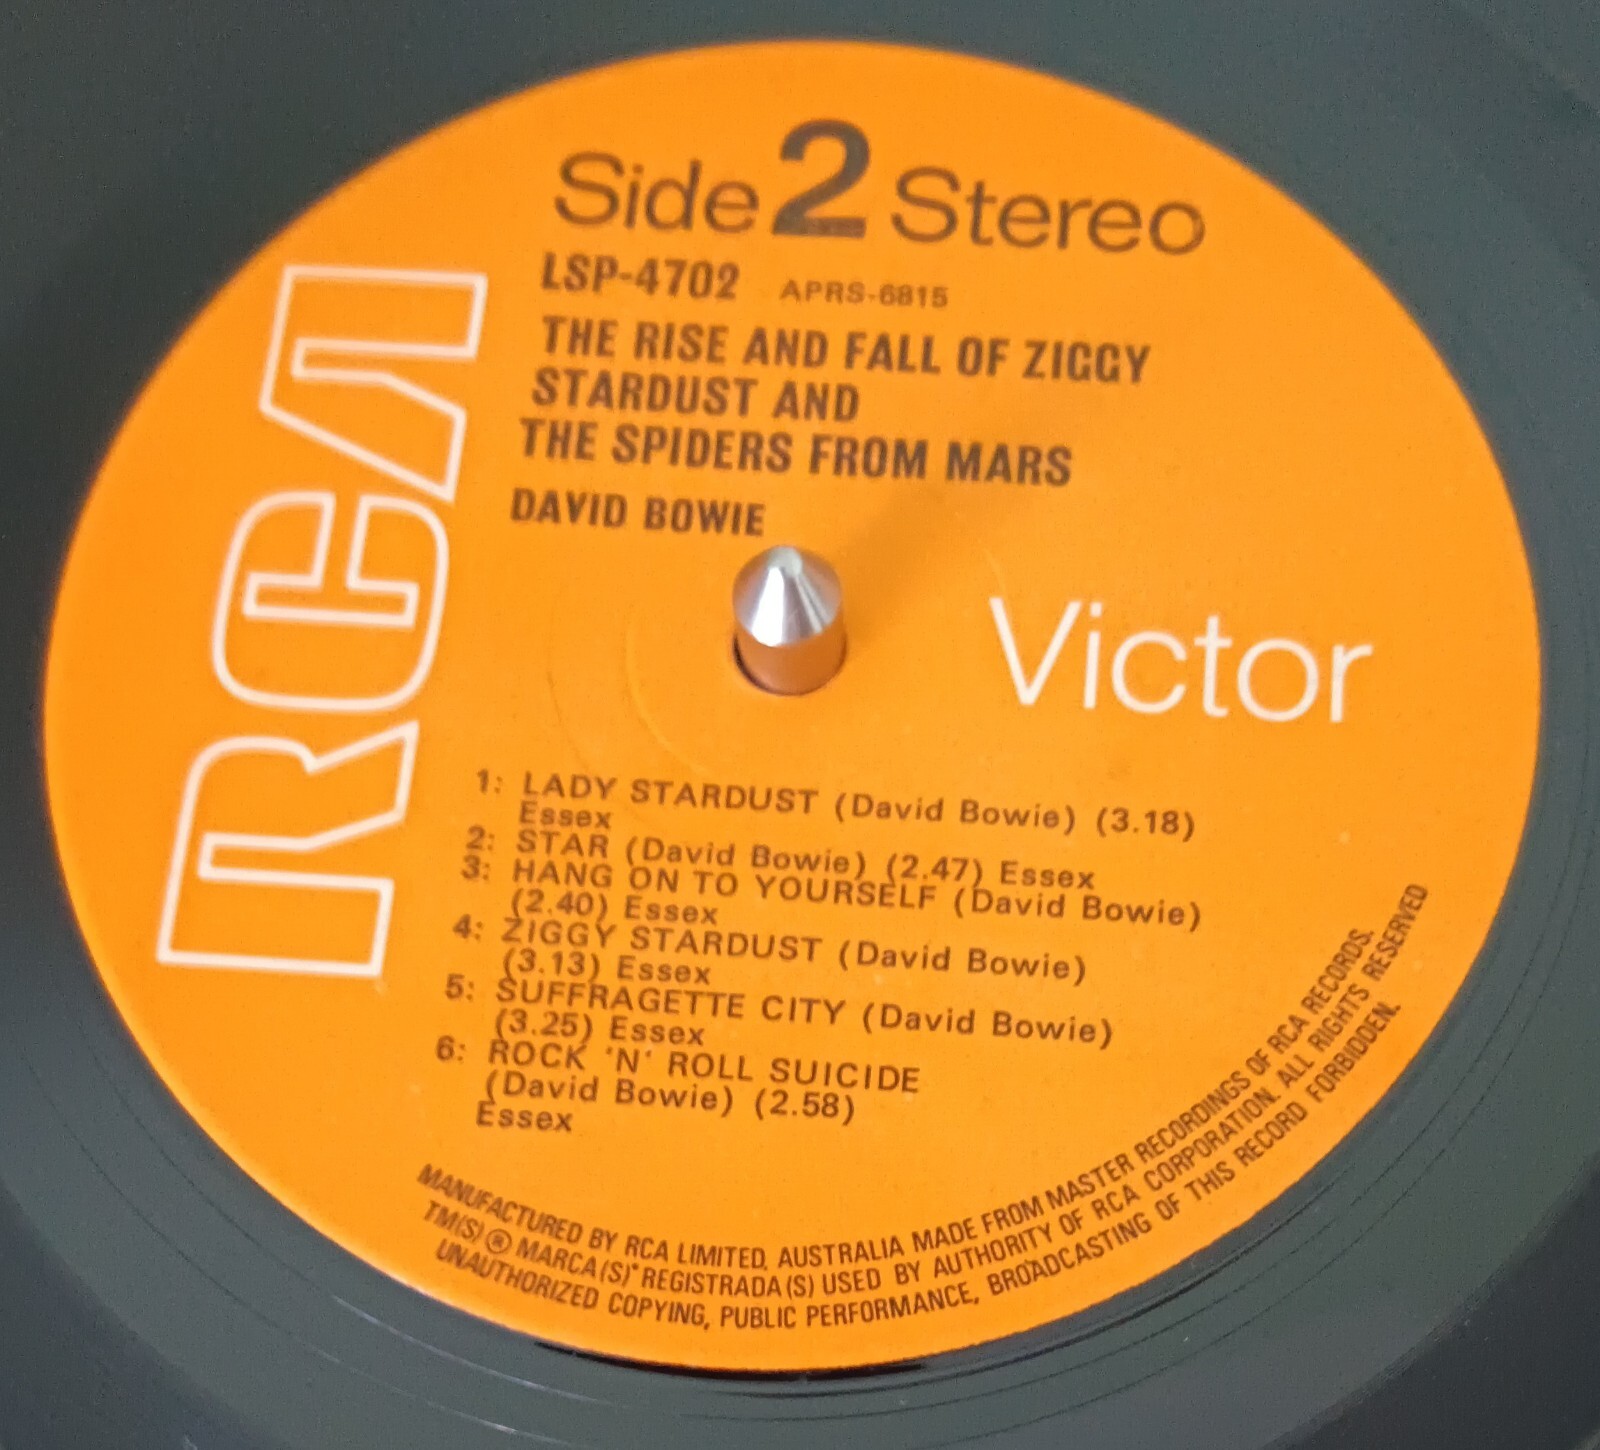 Side 2 Stereo
LSP-4702 APRS-6815
THE RISE AND FALL OF ZIGGY
STARDUST AND
THE SPIDERS FROM MARS
DAVID BOWIE
RCA
Victor
1: LADY STARDUST (David Bowie) (3.18)
Essex
2: STAR (David Bowie) (2.47) Essex
3: HANG ON TO YOURSELF (David Bowie)
(2.40) Essex
4: ZIGGY STARDUST (David Bowie)
(3.13) Essex
5: SUFFRAGETTE CITY (David Bowie)
(3.25) Essex
6: ROCK 'N' ROLL SUICIDE
(David Bowie) (2.58)
Essex
MANUFACTURED BY RCA LIMITED, AUSTRALIA MADE FROM MASTER RECORDINGS OF RCA RECORDS.
TM(S) ® MARCA(S) REGISTRADA(S) USED BY AUTHORITY OF RCA CORPORATION. ALL RIGHTS RESERVED
UNAUTHORIZED COPYING, PUBLIC PERFORMANCE, BROADCASTING OF THIS RECORD FORBIDDEN.